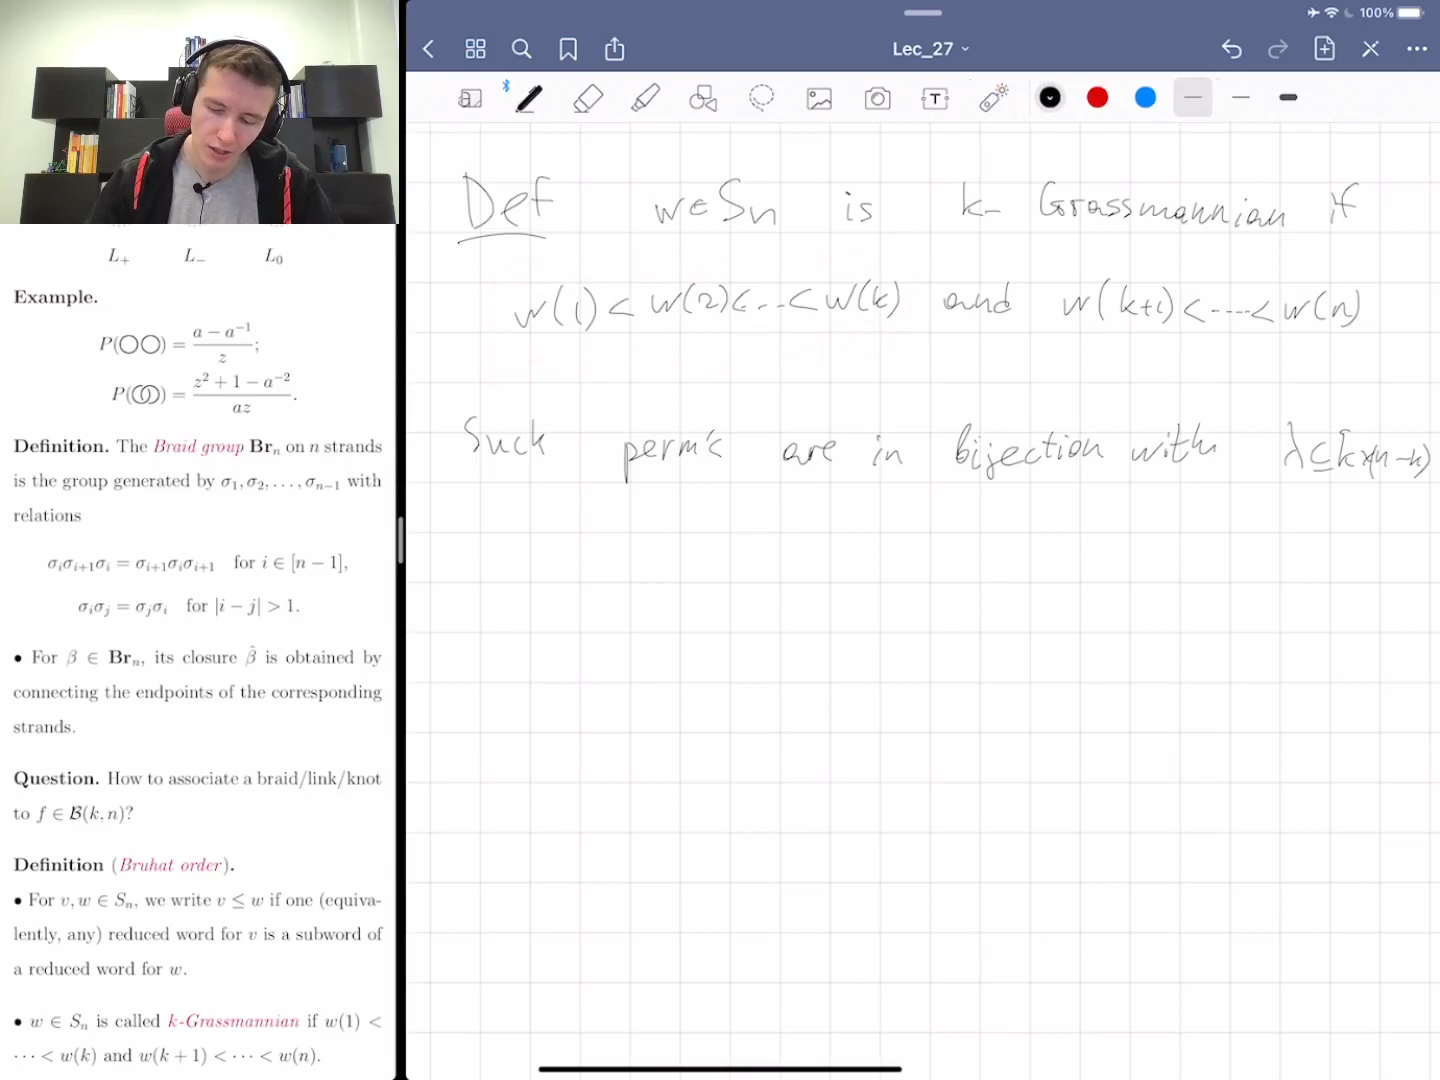 100%
Lec_27
T
L₊ L₋ L₀
Example.
P(○○) = (a − a⁻¹)/z;
P(◯◯) = (z² + 1 − a⁻²)/(az).
Definition. The Braid group Brₙ on n strands
is the group generated by σ₁, σ₂, . . . , σₙ₋₁ with
relations
σᵢσᵢ₊₁σᵢ = σᵢ₊₁σᵢσᵢ₊₁ for i ∈ [n − 1],
σᵢσⱼ = σⱼσᵢ for |i − j| > 1.
• For β ∈ Brₙ, its closure β̂ is obtained by
connecting the endpoints of the corresponding
strands.
Question. How to associate a braid/link/knot
to f ∈ ℬ(k, n)?
Definition (Bruhat order).
• For v, w ∈ Sₙ, we write v ≤ w if one (equiva-
lently, any) reduced word for v is a subword of
a reduced word for w.
• w ∈ Sₙ is called k-Grassmannian if w(1) <
⋯ < w(k) and w(k + 1) < ⋯ < w(n).
Def w∈Sn is k- Grassmannian if
w(1) < w(2) < ... < w(k) and w(k+1) < ---- < w(n)
Such perm's are in bijection with λ⊆k×(n-k)